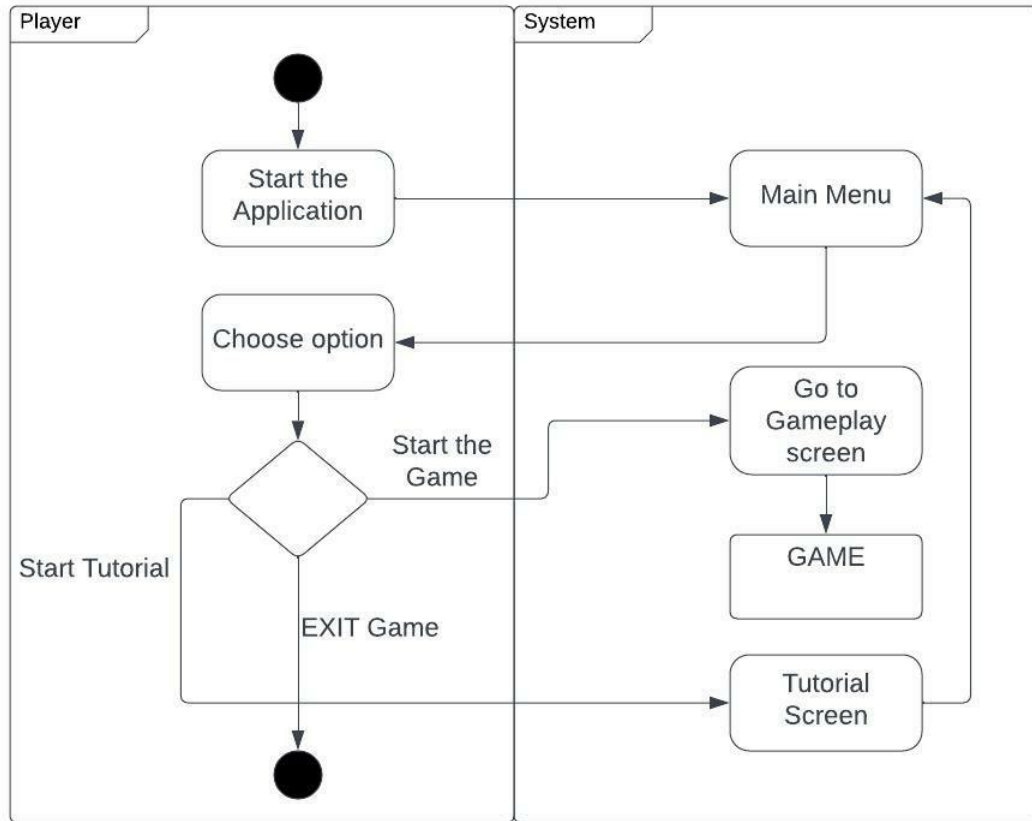 Player
System
Start the
Application
Main Menu
Choose option
Go to
Gameplay
screen
Start the
Game
GAME
Start Tutorial
EXIT Game
Tutorial
Screen